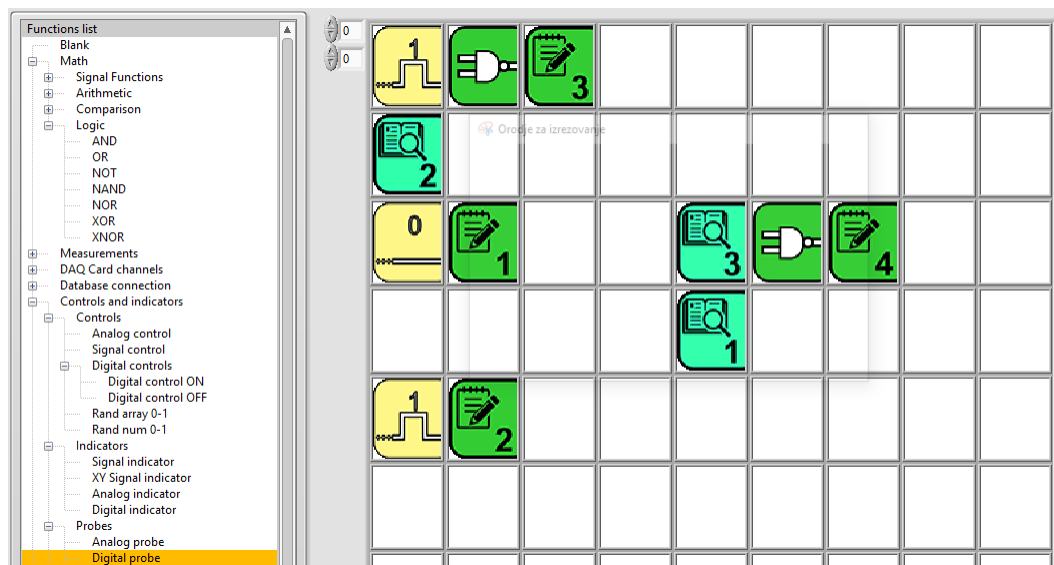 Functions list
Blank
Math
Signal Functions
Arithmetic
Comparison
Logic
AND
OR
NOT
NAND
NOR
XOR
XNOR
Measurements
DAQ Card channels
Database connection
Controls and indicators
Controls
Analog control
Signal control
Digital controls
Digital control ON
Digital control OFF
Rand array 0-1
Rand num 0-1
Indicators
Signal indicator
XY Signal indicator
Analog indicator
Digital indicator
Probes
Analog probe
Digital probe
0
0
1
3
Orodje za izrezovanje
2
0
1
3
4
1
1
2